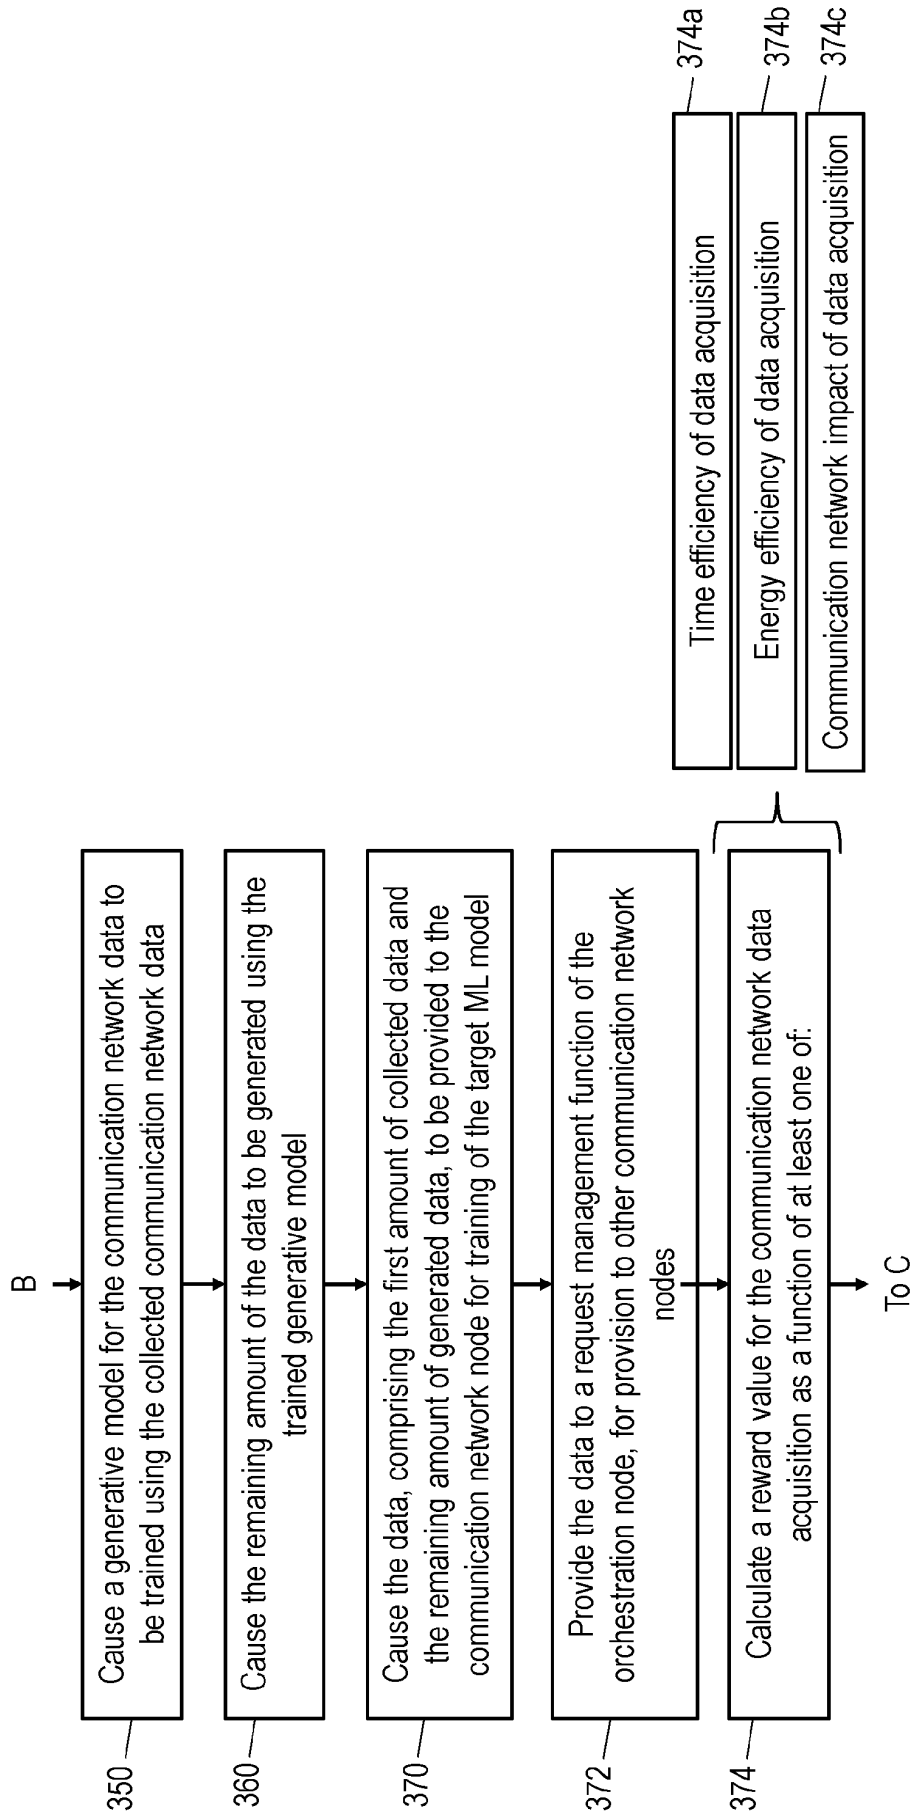 B
350
Cause a generative model for the communication network data to
be trained using the collected communication network data
360
Cause the remaining amount of the data to be generated using the
trained generative model
370
Cause the data, comprising the first amount of collected data and
the remaining amount of generated data, to be provided to the
communication network node for training of the target ML model
372
Provide the data to a request management function of the
orchestration node, for provision to other communication network
nodes
374
Calculate a reward value for the communication network data
acquisition as a function of at least one of:
Time efficiency of data acquisition
374a
Energy efficiency of data acquisition
374b
Communication network impact of data acquisition
374c
To C